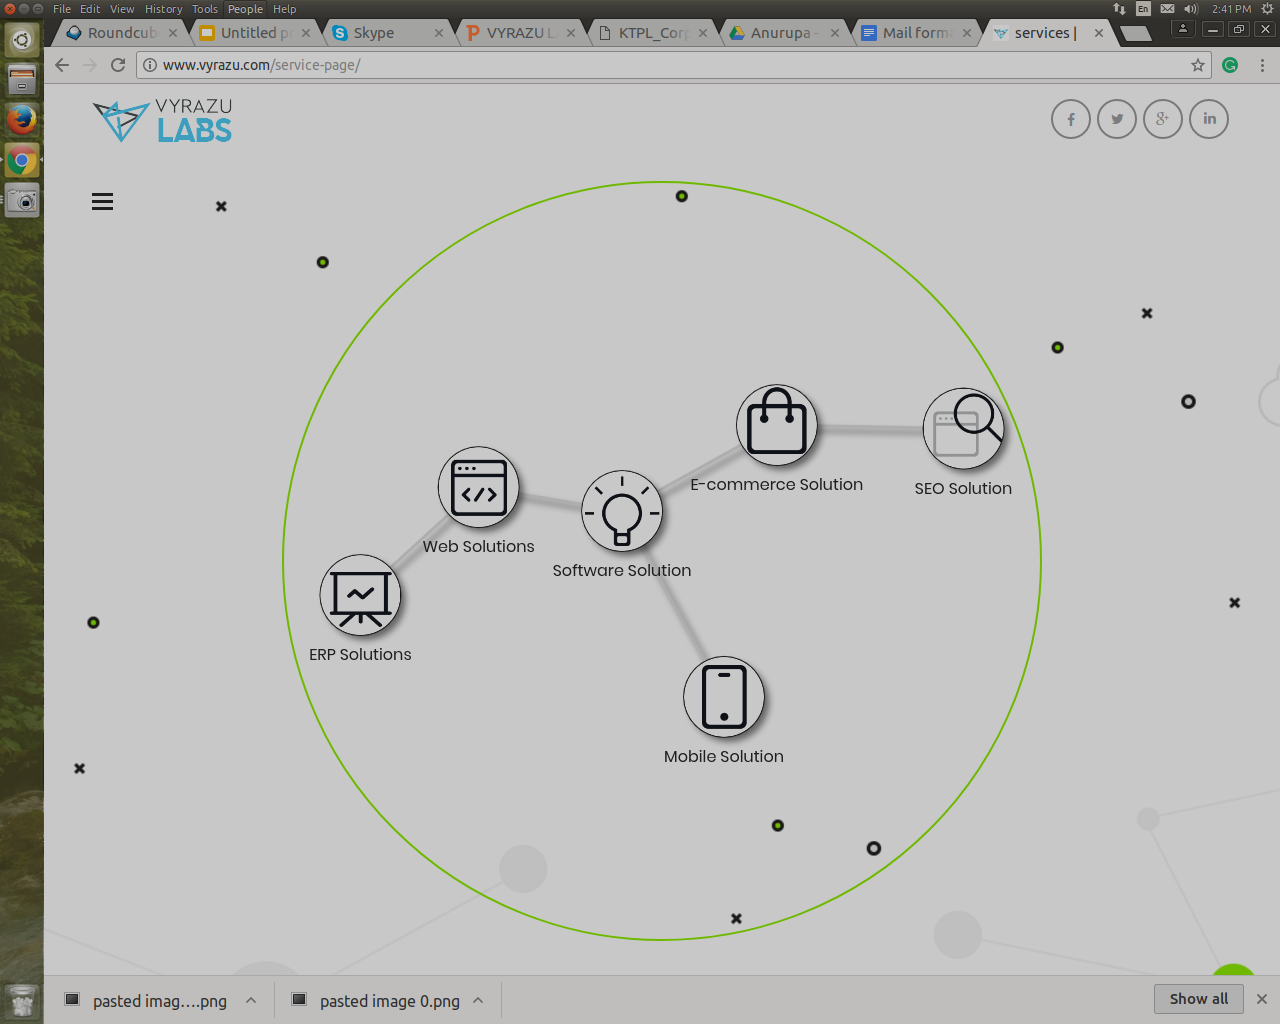 File Edit View History Tools People Help
En 2:41 PM
Roundcub Untitled p Skype VYRAZU L KTPL_Corp Anurupa - Mail forma services |
www.vyrazu.com/service-page/
VYRAZU
LABS
E-commerce Solution
SEO Solution
Web Solutions
Software Solution
ERP Solutions
Mobile Solution
pasted imag....png pasted image 0.png Show all